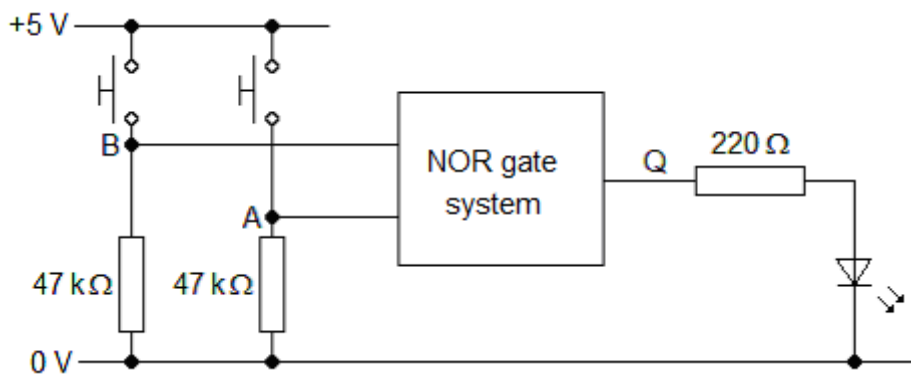 +5 V
B
A
NOR gate
system
Q
220 Ω
47 kΩ
47 kΩ
0 V